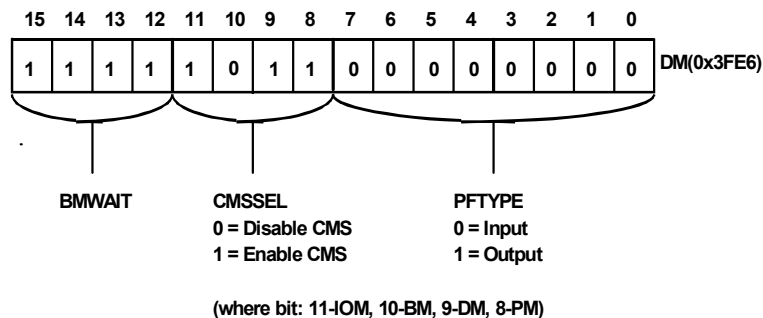 15 14 13 12 11 10 9 8 7 6 5 4 3 2 1 0
1 1 1 1 1 0 1 1 0 0 0 0 0 0 0 0 DM(0x3FE6)
BMWAIT CMSSEL PFTYPE
0 = Disable CMS 0 = Input
1 = Enable CMS 1 = Output
(where bit: 11-IOM, 10-BM, 9-DM, 8-PM)